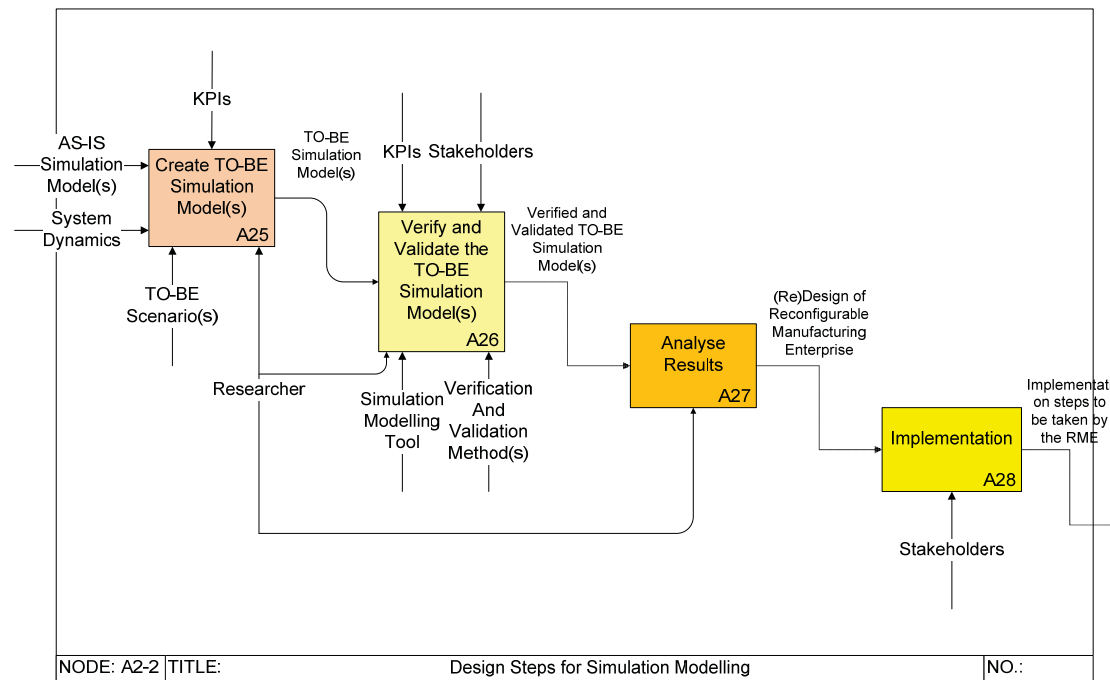 KPIs
AS-IS
Simulation
Model(s)
System
Dynamics
Create TO-BE
Simulation
Model(s)
A25
TO-BE
Scenario(s)
TO-BE
Simulation
Model(s)
KPIs
Stakeholders
Verify and
Validate the
TO-BE
Simulation
Model(s)
A26
Researcher
Simulation
Modelling
Tool
Verification
And
Validation
Method(s)
Verified and
Validated TO-BE
Simulation
Model(s)
Analyse
Results
A27
(Re)Design of
Reconfigurable
Manufacturing
Enterprise
Implementation
A28
Stakeholders
Implementat
on steps to
be taken by
the RME
NODE: A2-2
TITLE:
Design Steps for Simulation Modelling
NO.: